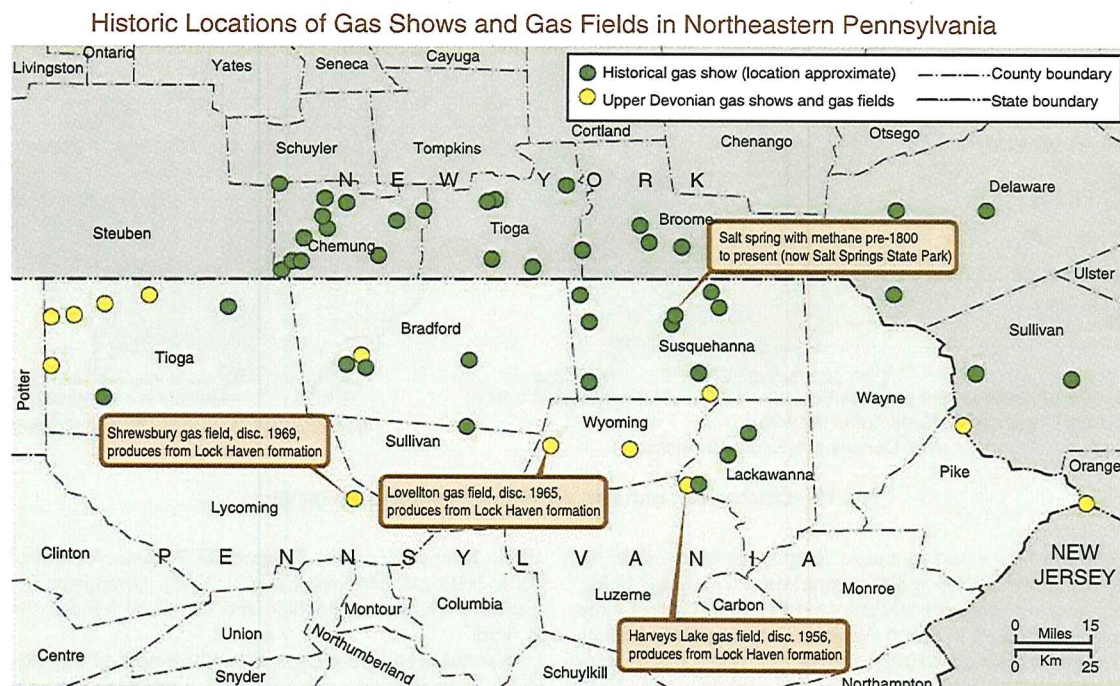 Historic Locations of Gas Shows and Gas Fields in Northeastern Pennsylvania
Historical gas show (location approximate)
County boundary
Upper Devonian gas shows and gas fields
State boundary
Livingston
Ontario
Yates
Seneca
Cayuga
Cortland
Chenango
Otsego
Schuyler
Tompkins
N E W Y O R K
Delaware
Steuben
Chemung
Tioga
Broome
Salt spring with methane pre-1800
to present (now Salt Springs State Park)
Ulster
Sullivan
Potter
Tioga
Bradford
Susquehanna
Wayne
Wyoming
Sullivan
Shrewsbury gas field, disc. 1969,
produces from Lock Haven formation
Lovellton gas field, disc. 1965,
produces from Lock Haven formation
Lackawanna
Pike
Orange
Lycoming
Clinton
P E N N S Y L V A N I A
NEW
JERSEY
Luzerne
Monroe
Columbia
Montour
Carbon
Union
Northumberland
Harveys Lake gas field, disc. 1956,
produces from Lock Haven formation
Centre
Snyder
Schuylkill
Northampton
0 Miles 15
0 Km 25